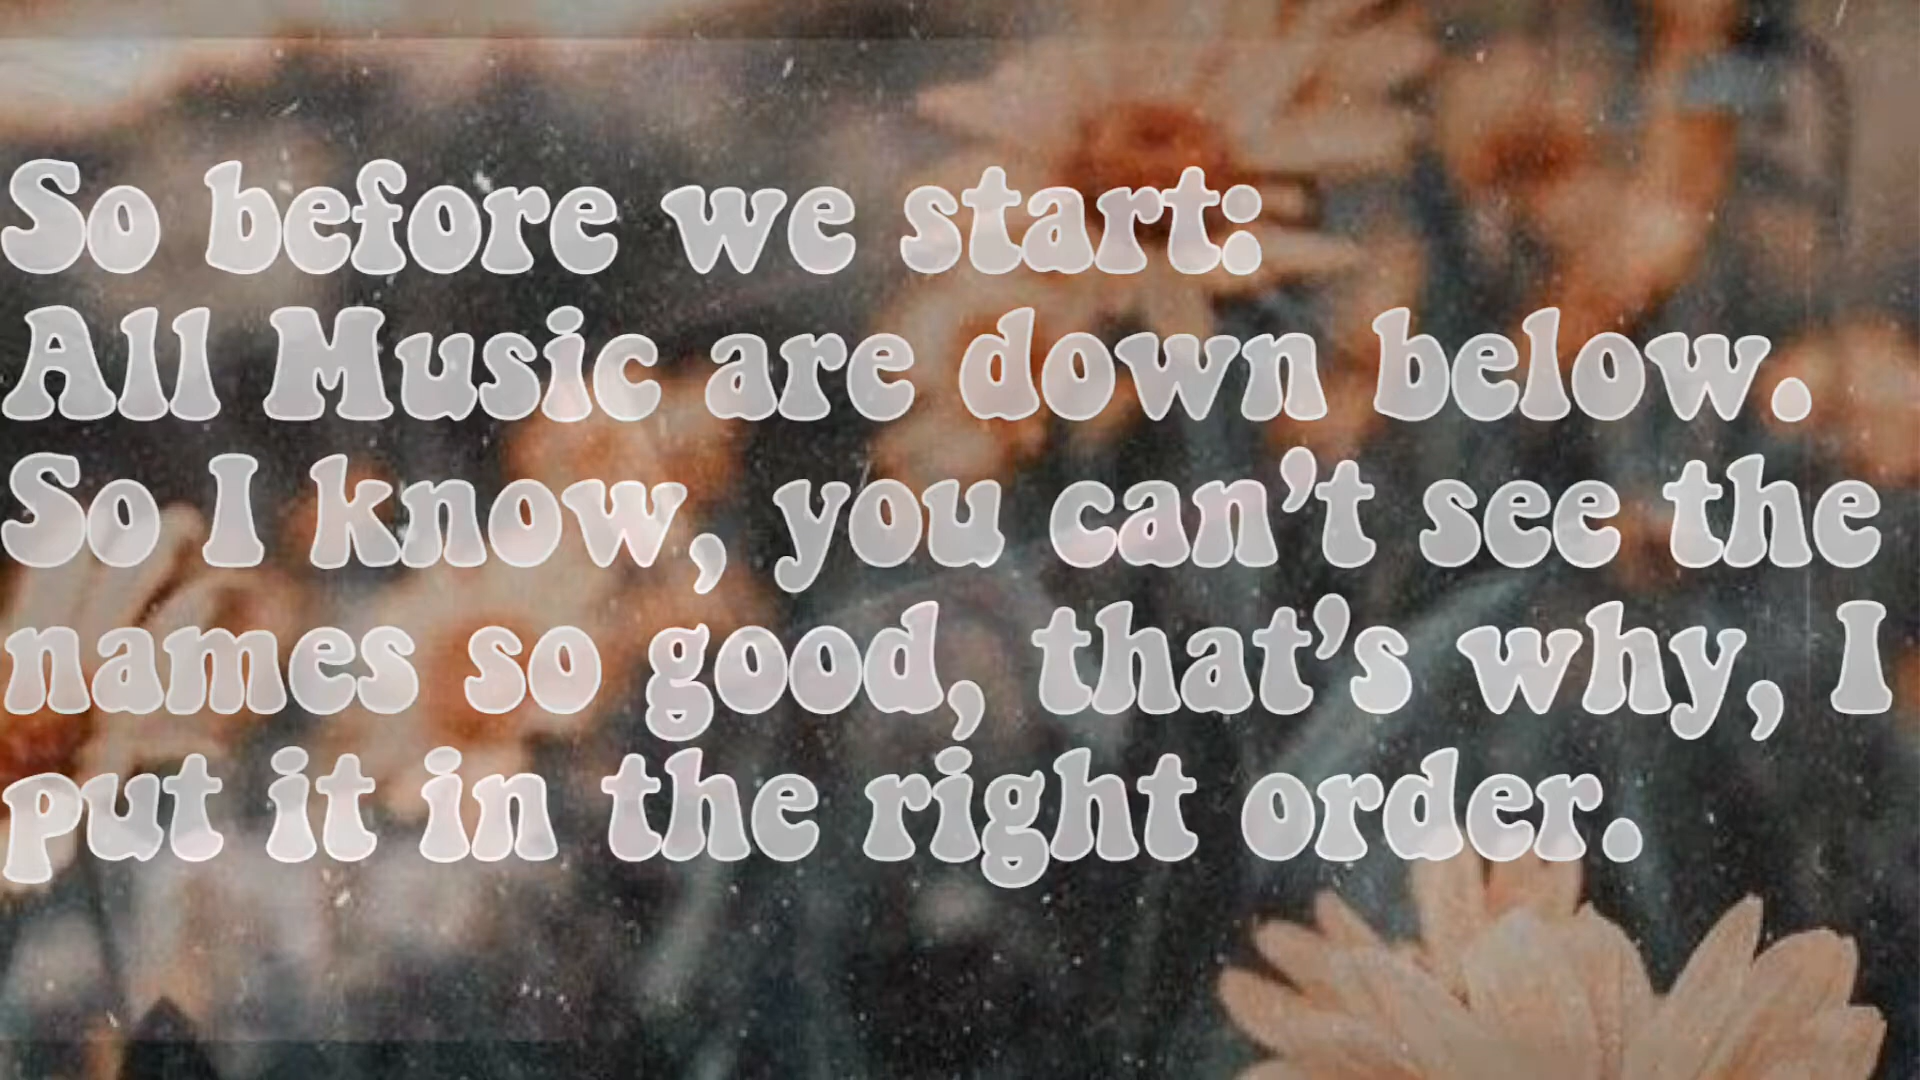 So before we start:
All Music are down below.
So I know, you can't see the
names so good, that's why, I
put it in the right order.